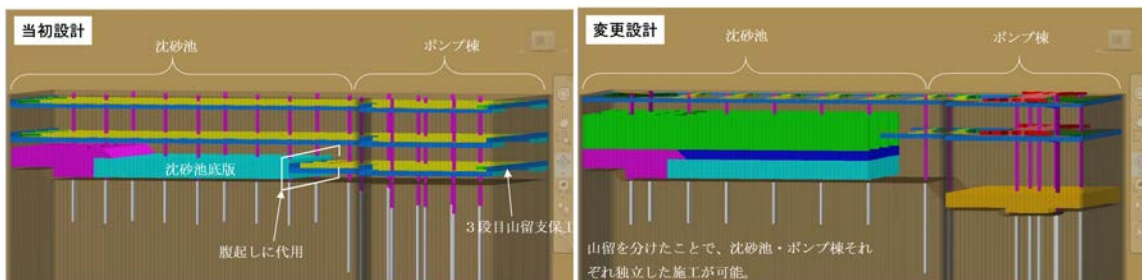 当初設計
沈砂池
ポンプ棟
沈砂池底版
腹起しに代用
3段目山留支保工
変更設計
沈砂池
ポンプ棟
山留を分けたことで、沈砂池・ポンプ棟それ
ぞれ独立した施工が可能。